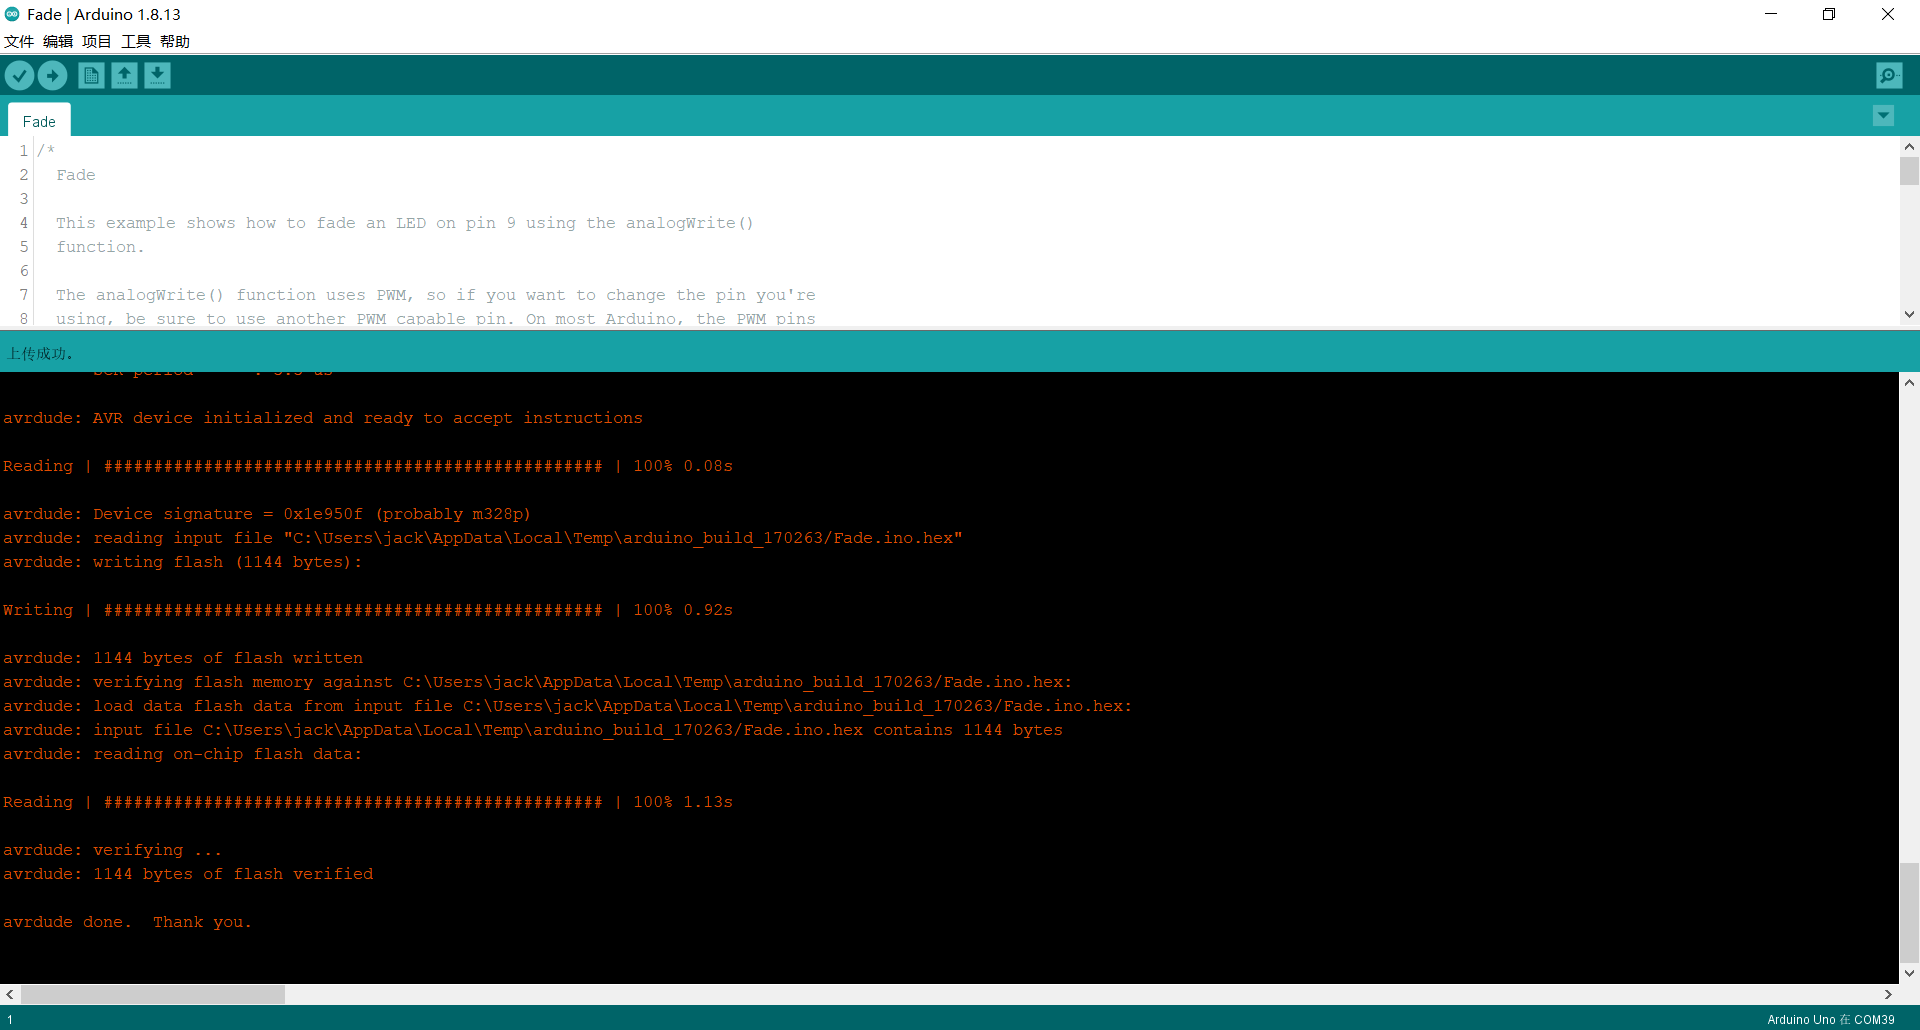 Fade | Arduino 1.8.13
文件 编辑 项目 工具 帮助
Fade
1 /*
2 Fade
3
4 This example shows how to fade an LED on pin 9 using the analogWrite()
5 function.
6
7 The analogWrite() function uses PWM, so if you want to change the pin you're
8 using, be sure to use another PWM capable pin. On most Arduino, the PWM pins
上传成功。
SCK period : 3.3 us
avrdude: AVR device initialized and ready to accept instructions
Reading | ################################################## | 100% 0.08s
avrdude: Device signature = 0x1e950f (probably m328p)
avrdude: reading input file "C:\Users\jack\AppData\Local\Temp\arduino_build_170263/Fade.ino.hex"
avrdude: writing flash (1144 bytes):
Writing | ################################################## | 100% 0.92s
avrdude: 1144 bytes of flash written
avrdude: verifying flash memory against C:\Users\jack\AppData\Local\Temp\arduino_build_170263/Fade.ino.hex:
avrdude: load data flash data from input file C:\Users\jack\AppData\Local\Temp\arduino_build_170263/Fade.ino.hex:
avrdude: input file C:\Users\jack\AppData\Local\Temp\arduino_build_170263/Fade.ino.hex contains 1144 bytes
avrdude: reading on-chip flash data:
Reading | ################################################## | 100% 1.13s
avrdude: verifying ...
avrdude: 1144 bytes of flash verified
avrdude done.  Thank you.
1
Arduino Uno 在 COM39